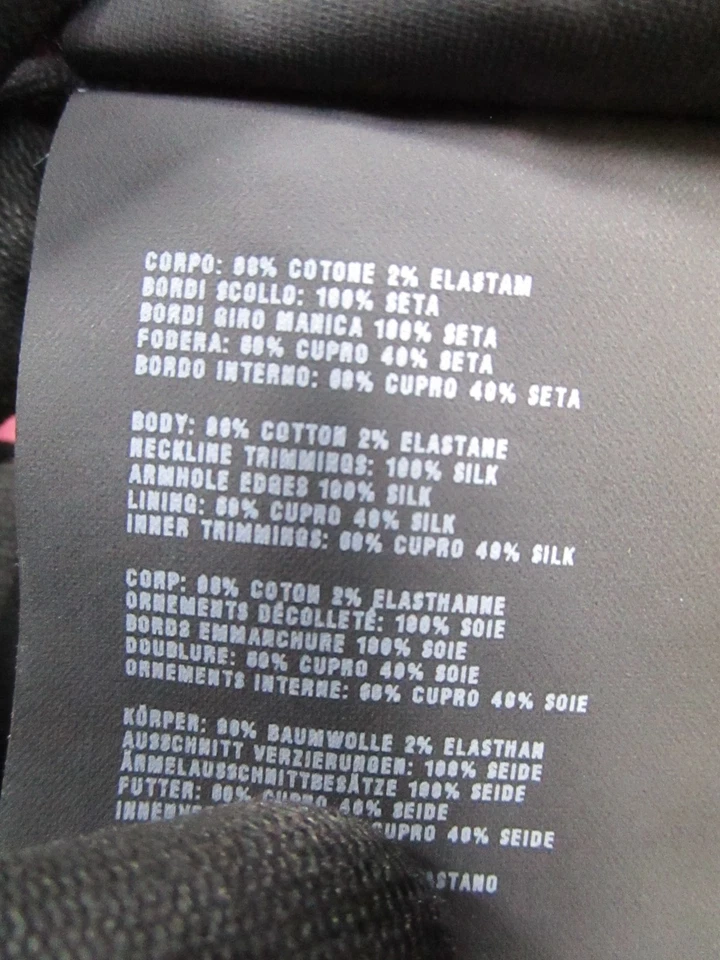 CORPO: 98% COTONE 2% ELASTAM
BORDI SCOLLO: 100% SETA
BORDI GIRO MANICA 100% SETA
FODERA: 60% CUPRO 40% SETA
BORDO INTERNO: 60% CUPRO 40% SETA
BODY: 98% COTTON 2% ELASTANE
NECKLINE TRIMMINGS: 100% SILK
ARMHOLE EDGES 100% SILK
LINING: 60% CUPRO 40% SILK
INNER TRIMMINGS: 60% CUPRO 40% SILK
CORP: 98% COTON 2% ELASTHANNE
ORNEMENTS DÉCOLLETÉ: 100% SOIE
BORDS EMMANCHURE 100% SOIE
DOUBLURE: 60% CUPRO 40% SOIE
ORNEMENTS INTERNE: 60% CUPRO 40% SOIE
KÖRPER: 98% BAUMWOLLE 2% ELASTHAN
AUSSCHNITT VERZIERUNGEN: 100% SEIDE
ÄRMELAUSSCHNITTBESÄTZE 100% SEIDE
FUTTER: 60% CUPRO 40% SEIDE
CUPRO 40% SEIDE